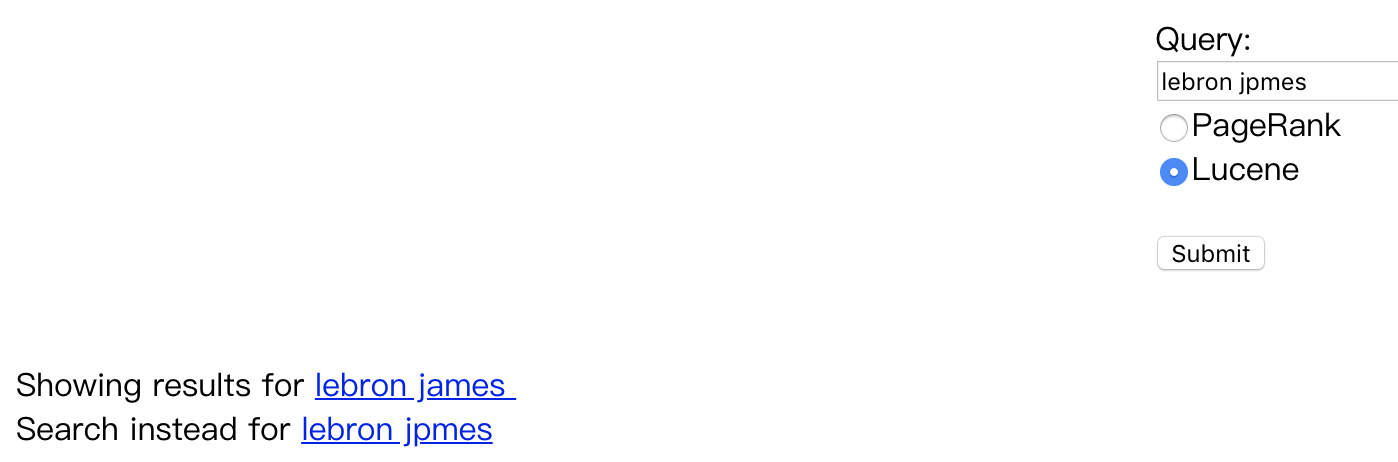 Query:
lebron jpmes
PageRank
Lucene
Submit
Showing results for lebron james
Search instead for lebron jpmes